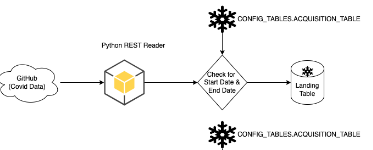 CONFIG_TABLES.ACQUISITION_TABLE
Python REST Reader
GitHub
(Covid Data)
Check for
Start Date &
End Date
Landing
Table
CONFIG_TABLES.ACQUISITION_TABLE